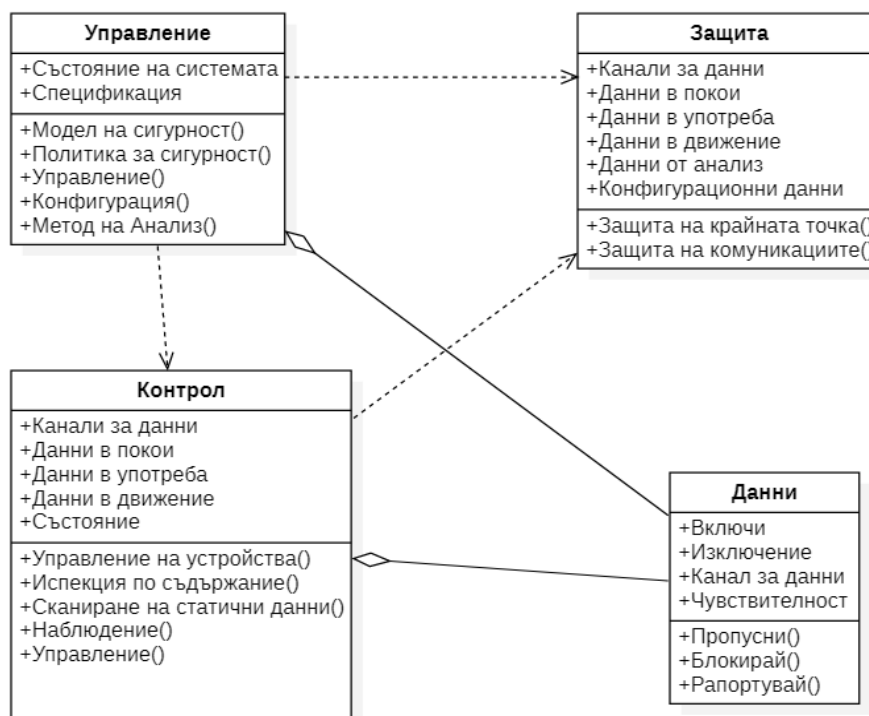 Управление
+Състояние на системата
+Спецификация
+Модел на сигурност()
+Политика за сигурност()
+Управление()
+Конфигурация()
+Метод на Анализ()
Защита
+Канали за данни
+Данни в покои
+Данни в употреба
+Данни в движение
+Данни от анализ
+Конфигурационни данни
+Защита на крайната точка()
+Защита на комуникациите()
Контрол
+Канали за данни
+Данни в покои
+Данни в употреба
+Данни в движение
+Състояние
+Управление на устройства()
+Испекция по съдържание()
+Сканиране на статични данни()
+Наблюдение()
+Управление()
Данни
+Включи
+Изключение
+Канал за данни
+Чувствителност
+Пропусни()
+Блокирай()
+Рапортувай()